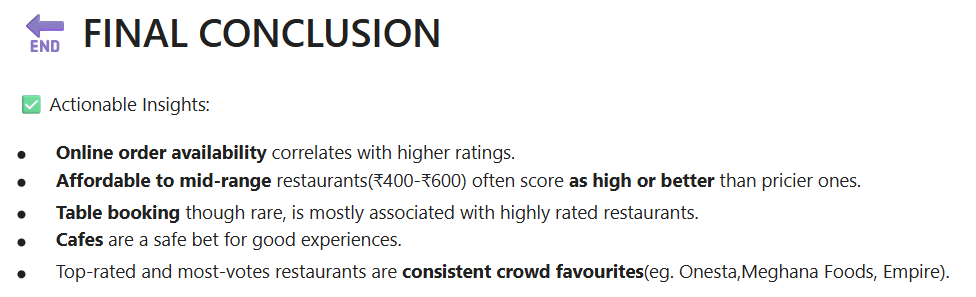 END
FINAL CONCLUSION
✅ Actionable Insights:
● Online order availability correlates with higher ratings.
● Affordable to mid-range restaurants(₹400-₹600) often score as high or better than pricier ones.
● Table booking though rare, is mostly associated with highly rated restaurants.
● Cafes are a safe bet for good experiences.
● Top-rated and most-votes restaurants are consistent crowd favourites(eg. Onesta,Meghana Foods, Empire).